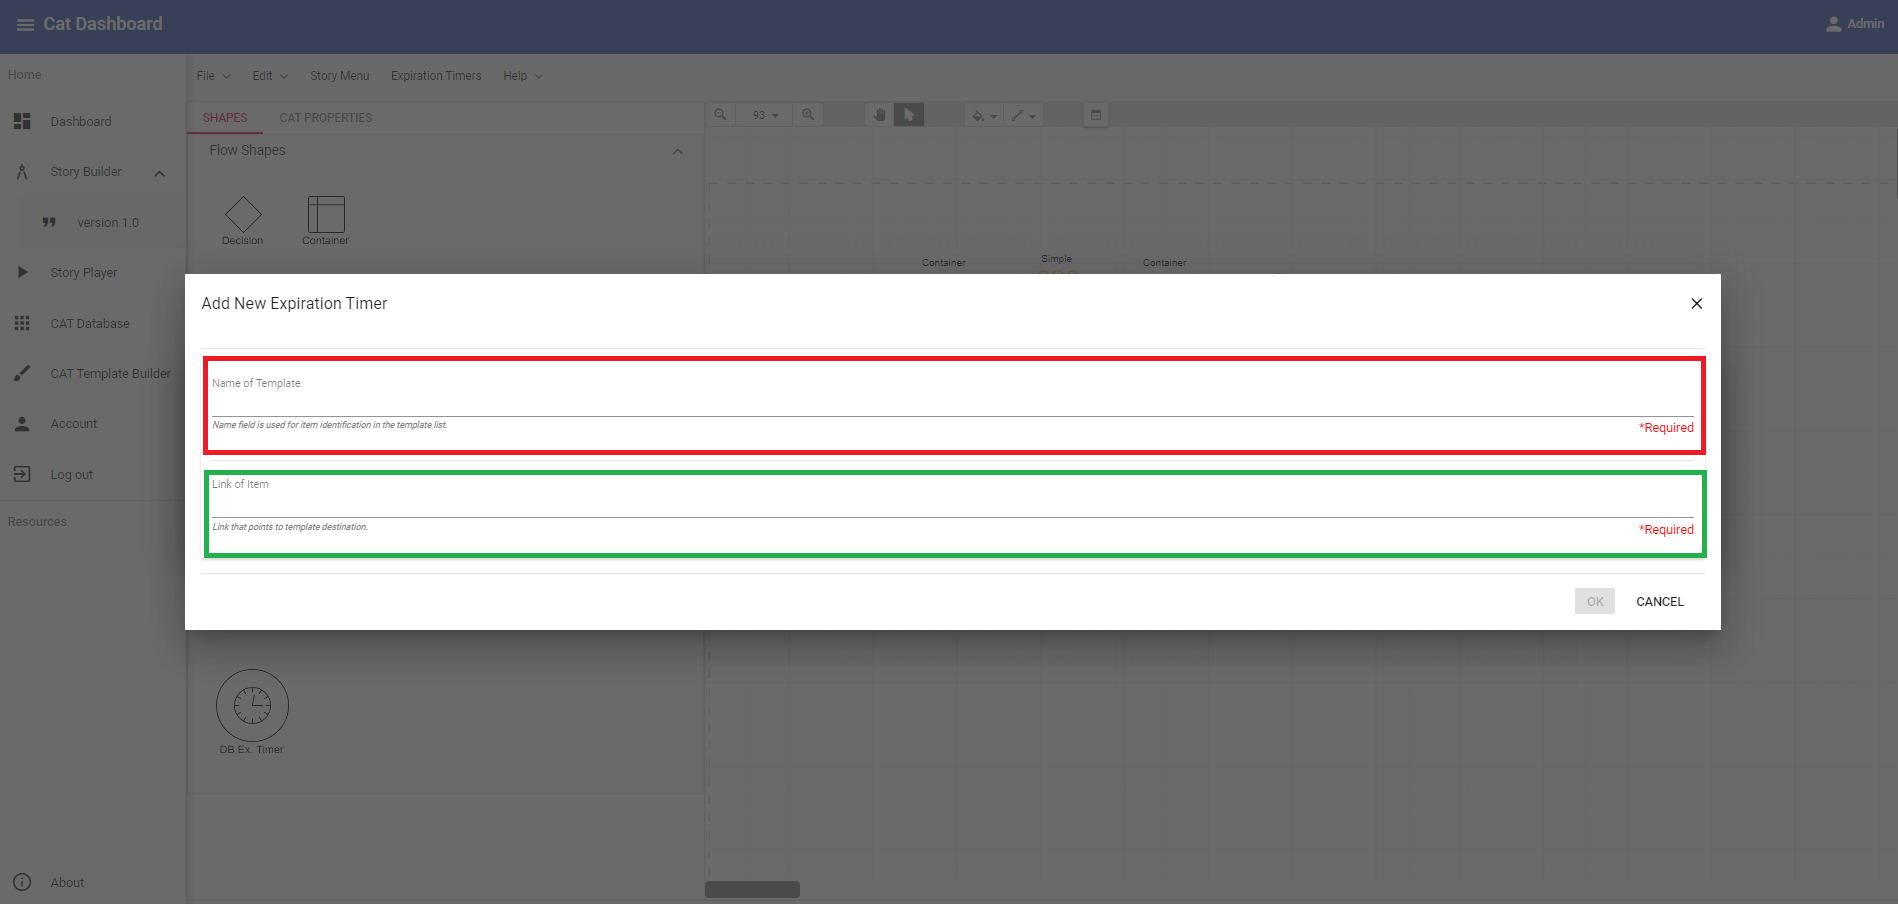 Cat Dashboard
Admin
Home
File
Edit
Story Menu
Expiration Timers
Help
Dashboard
Story Builder
version 1.0
Story Player
CAT Database
CAT Template Builder
Account
Log out
Resources
About
SHAPES
CAT PROPERTIES
93
Flow Shapes
Decision
Container
Container
Simple
Container
Add New Expiration Timer
Name of Template
Name field is used for item identification in the template list.
*Required
Link of Item
Link that points to template destination.
*Required
OK
CANCEL
DB Ex. Timer